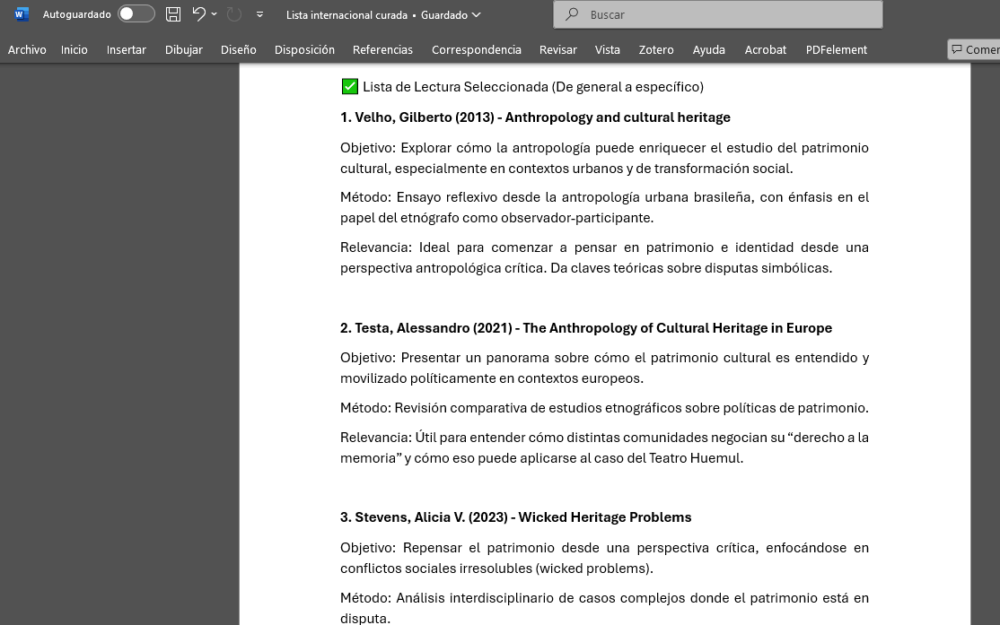 Autoguardado
Lista internacional curada • Guardado
Buscar
Archivo Inicio Insertar Dibujar Diseño Disposición Referencias Correspondencia Revisar Vista Zotero Ayuda Acrobat PDFelement Comen
Lista de Lectura Seleccionada (De general a específico)
1. Velho, Gilberto (2013) - Anthropology and cultural heritage
Objetivo: Explorar cómo la antropología puede enriquecer el estudio del patrimonio
cultural, especialmente en contextos urbanos y de transformación social.
Método: Ensayo reflexivo desde la antropología urbana brasileña, con énfasis en el
papel del etnógrafo como observador-participante.
Relevancia: Ideal para comenzar a pensar en patrimonio e identidad desde una
perspectiva antropológica crítica. Da claves teóricas sobre disputas simbólicas.
2. Testa, Alessandro (2021) - The Anthropology of Cultural Heritage in Europe
Objetivo: Presentar un panorama sobre cómo el patrimonio cultural es entendido y
movilizado políticamente en contextos europeos.
Método: Revisión comparativa de estudios etnográficos sobre políticas de patrimonio.
Relevancia: Útil para entender cómo distintas comunidades negocian su “derecho a la
memoria” y cómo eso puede aplicarse al caso del Teatro Huemul.
3. Stevens, Alicia V. (2023) - Wicked Heritage Problems
Objetivo: Repensar el patrimonio desde una perspectiva crítica, enfocándose en
conflictos sociales irresolubles (wicked problems).
Método: Análisis interdisciplinario de casos complejos donde el patrimonio está en
disputa.